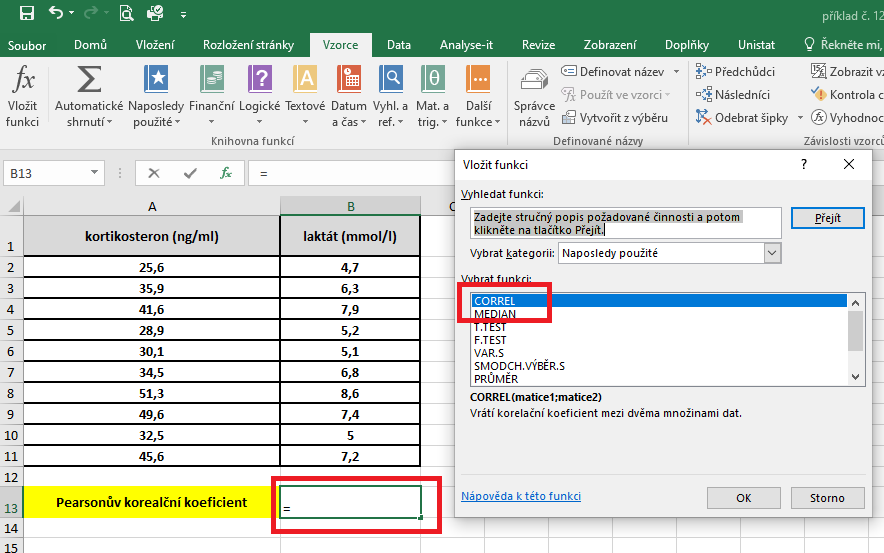 příklad č. 12
Soubor Domů Vložení Rozložení stránky Vzorce Data Analyse-it Revize Zobrazení Doplňky Unistat Řekněte mi,
Vložit funkci
Automatické shrnutí
Naposledy použité
Finanční
Logické
Textové
Datum a čas
Vyhl. a ref.
Mat. a trig.
Další funkce
Knihovna funkcí
Správce názvů
Definovat název
Použít ve vzorci
Vytvořit z výběru
Definované názvy
Předchůdci
Následníci
Odebrat šipky
Zobrazit vz
Kontrola c
Vyhodnoc
Závislosti vzorců
B13 fx =
A B C
1 kortikosteron (ng/ml) laktát (mmol/l)
2 25,6 4,7
3 35,9 6,3
4 41,6 7,9
5 28,9 5,2
6 30,1 5,1
7 34,5 6,8
8 51,3 8,6
9 49,6 7,4
10 32,5 5
11 45,6 7,2
12
13 Pearsonův korealční koeficient =
14
15
Vložit funkci
Vyhledat funkci:
Zadejte stručný popis požadované činnosti a potom
klikněte na tlačítko Přejít.
Přejít
Vybrat kategorii: Naposledy použité
Vybrat funkci:
CORREL
MEDIAN
T.TEST
F.TEST
VAR.S
SMODCH.VÝBĚR.S
PRŮMĚR
CORREL(matice1;matice2)
Vrátí korelační koeficient mezi dvěma množinami dat.
Nápověda k této funkci
OK Storno